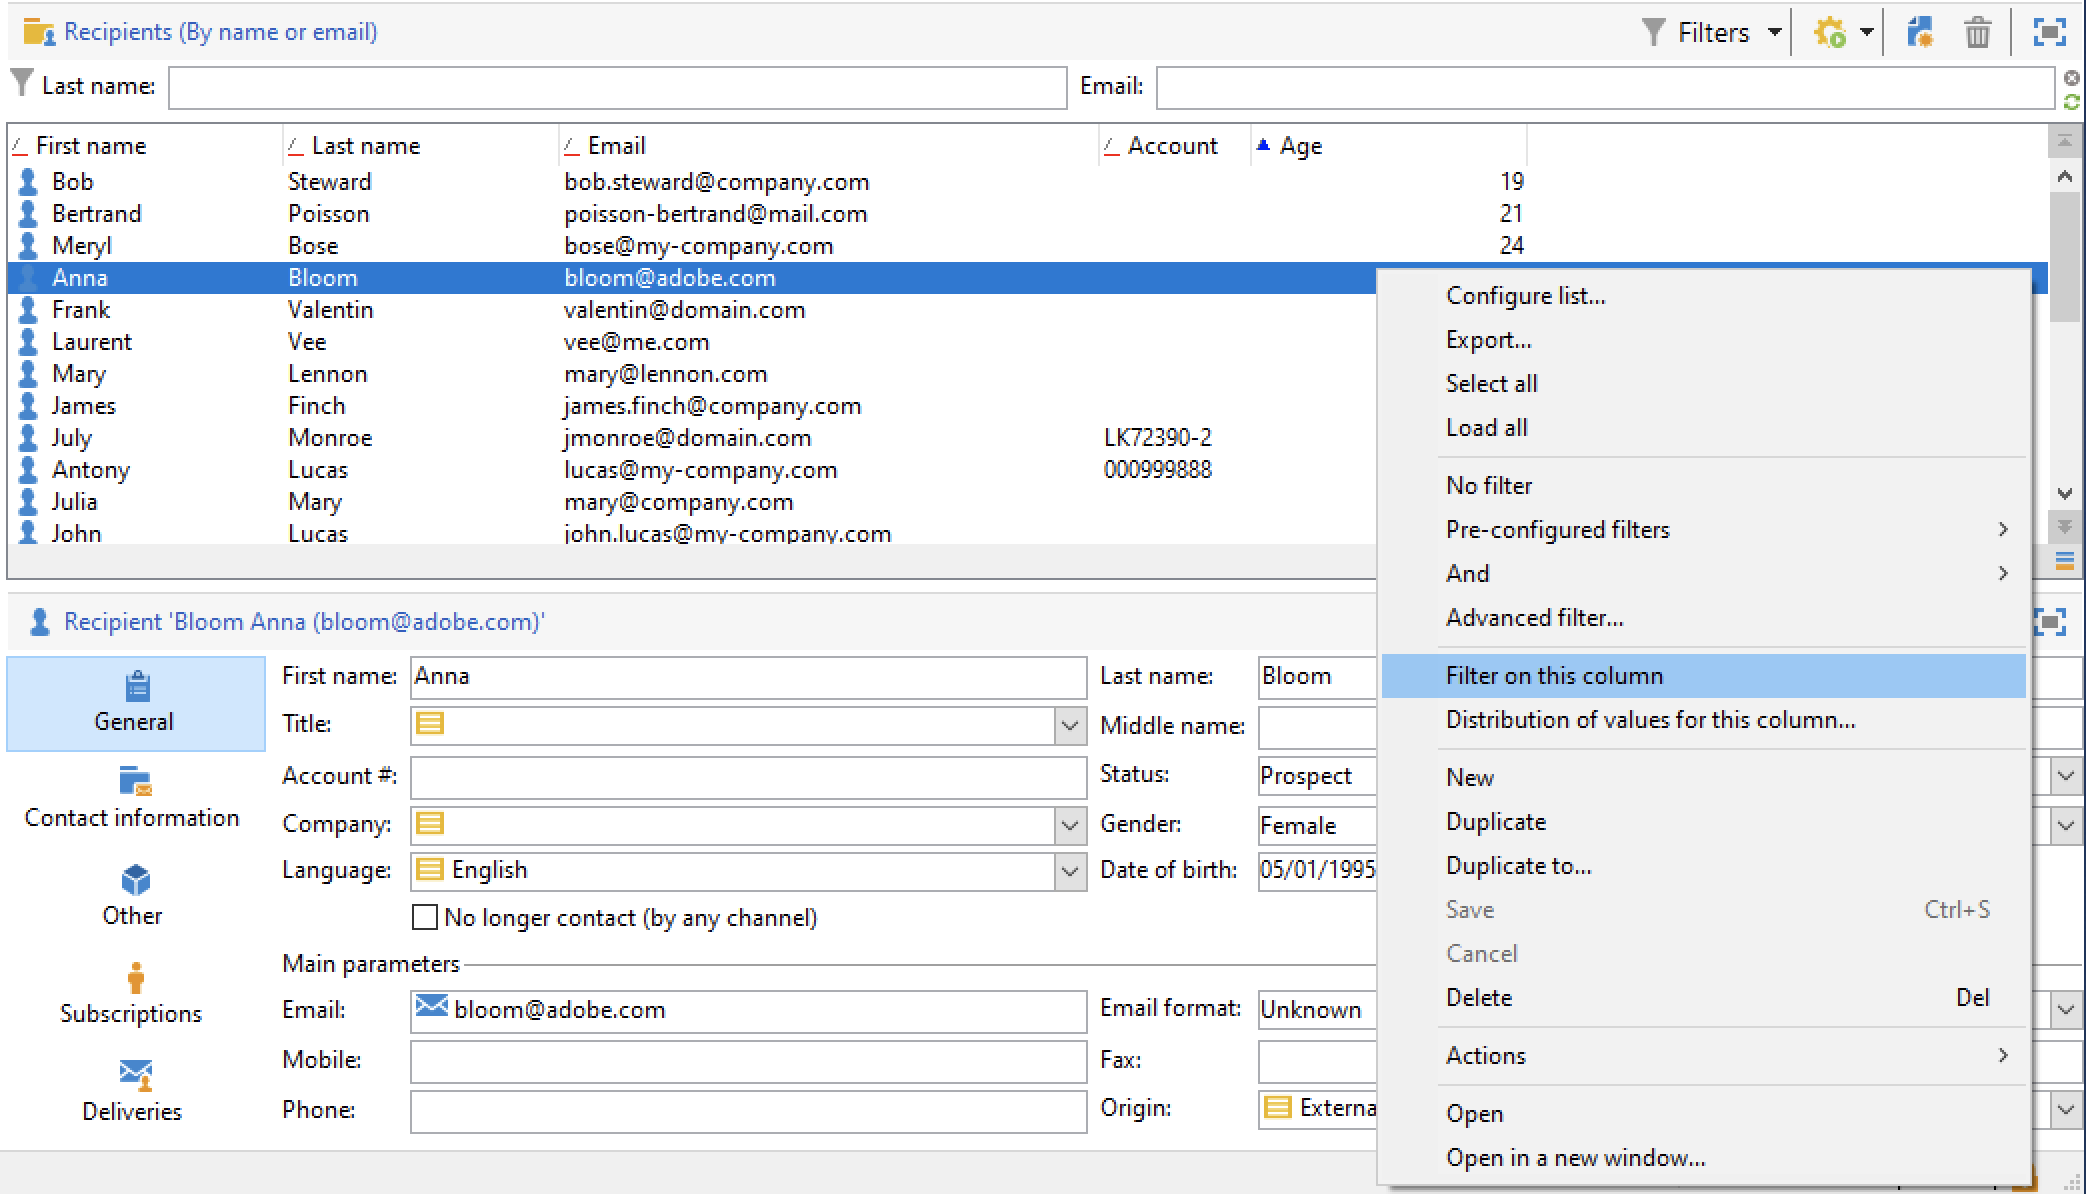 Recipients (By name or email)
Filters
Last name:
Email:
First name Last name Email Account Age
Bob Steward bob.steward@company.com 19
Bertrand Poisson poisson-bertrand@mail.com 21
Meryl Bose bose@my-company.com 24
Anna Bloom bloom@adobe.com
Frank Valentin valentin@domain.com
Laurent Vee vee@me.com
Mary Lennon mary@lennon.com
James Finch james.finch@company.com
July Monroe jmonroe@domain.com LK72390-2
Antony Lucas lucas@my-company.com 000999888
Julia Mary mary@company.com
John Lucas john.lucas@my-company.com
Configure list...
Export...
Select all
Load all
No filter
Pre-configured filters
And
Advanced filter...
Filter on this column
Distribution of values for this column...
New
Duplicate
Duplicate to...
Save Ctrl+S
Cancel
Delete Del
Actions
Open
Open in a new window...
Recipient 'Bloom Anna (bloom@adobe.com)'
General
Contact information
Other
Subscriptions
Deliveries
First name: Anna Last name: Bloom
Title: Middle name:
Account #: Status: Prospect
Company: Gender: Female
Language: English Date of birth: 05/01/1995
No longer contact (by any channel)
Main parameters
Email: bloom@adobe.com Email format: Unknown
Mobile: Fax:
Phone: Origin: Externa